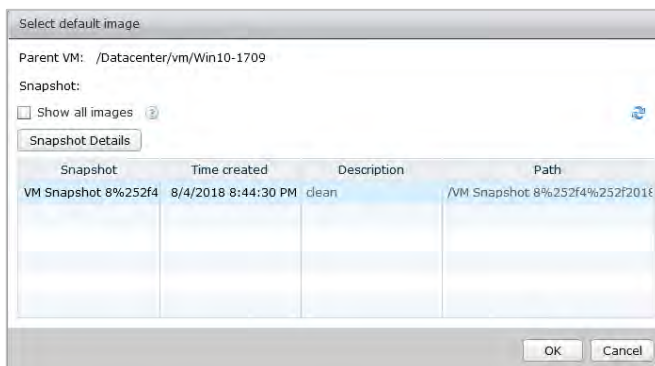 Select default image
Parent VM: /Datacenter/vm/Win10-1709
Snapshot:
Show all images ?
Snapshot Details
Snapshot Time created Description Path
VM Snapshot 8%252f4 8/4/2018 8:44:30 PM clean /VM Snapshot 8%252f4%252f2018
OK Cancel